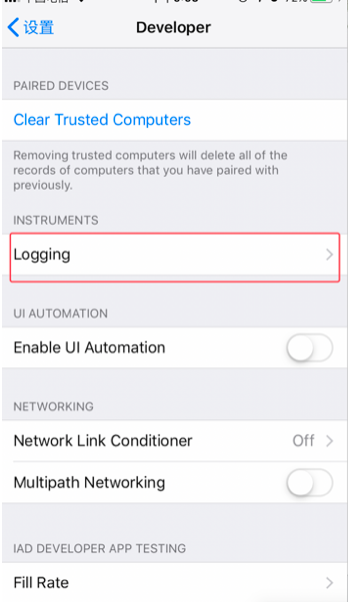 设置
Developer
PAIRED DEVICES
Clear Trusted Computers
Removing trusted computers will delete all of the
records of computers that you have paired with
previously.
INSTRUMENTS
Logging
UI AUTOMATION
Enable UI Automation
NETWORKING
Network Link Conditioner Off
Multipath Networking
IAD DEVELOPER APP TESTING
Fill Rate